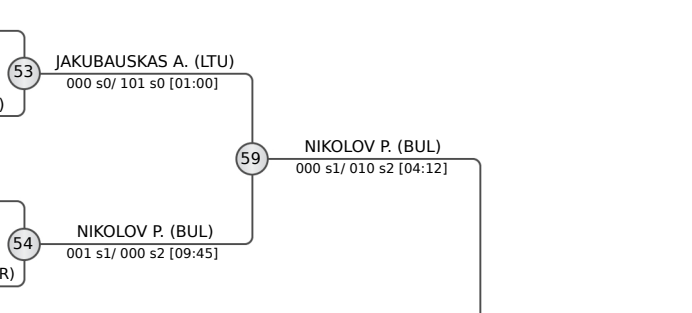 53
JAKUBAUSKAS A. (LTU)
000 s0/ 101 s0 [01:00]
)
59
NIKOLOV P. (BUL)
000 s1/ 010 s2 [04:12]
54
NIKOLOV P. (BUL)
001 s1/ 000 s2 [09:45]
R)